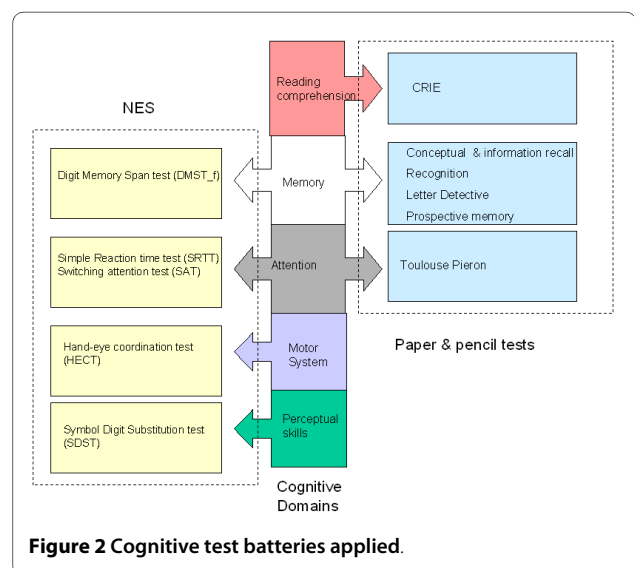 Reading
comprehension
CRIE
NES
Digit Memory Span test (DMST_f)
Memory
Conceptual & information recall
Recognition
Letter Detective
Prospective memory
Simple Reaction time test (SRTT)
Switching attention test (SAT)
Attention
Toulouse Pieron
Hand-eye coordination test
(HECT)
Motor
System
Paper & pencil tests
Symbol Digit Substitution test
(SDST)
Perceptual
skills
Cognitive
Domains
Figure 2 Cognitive test batteries applied.